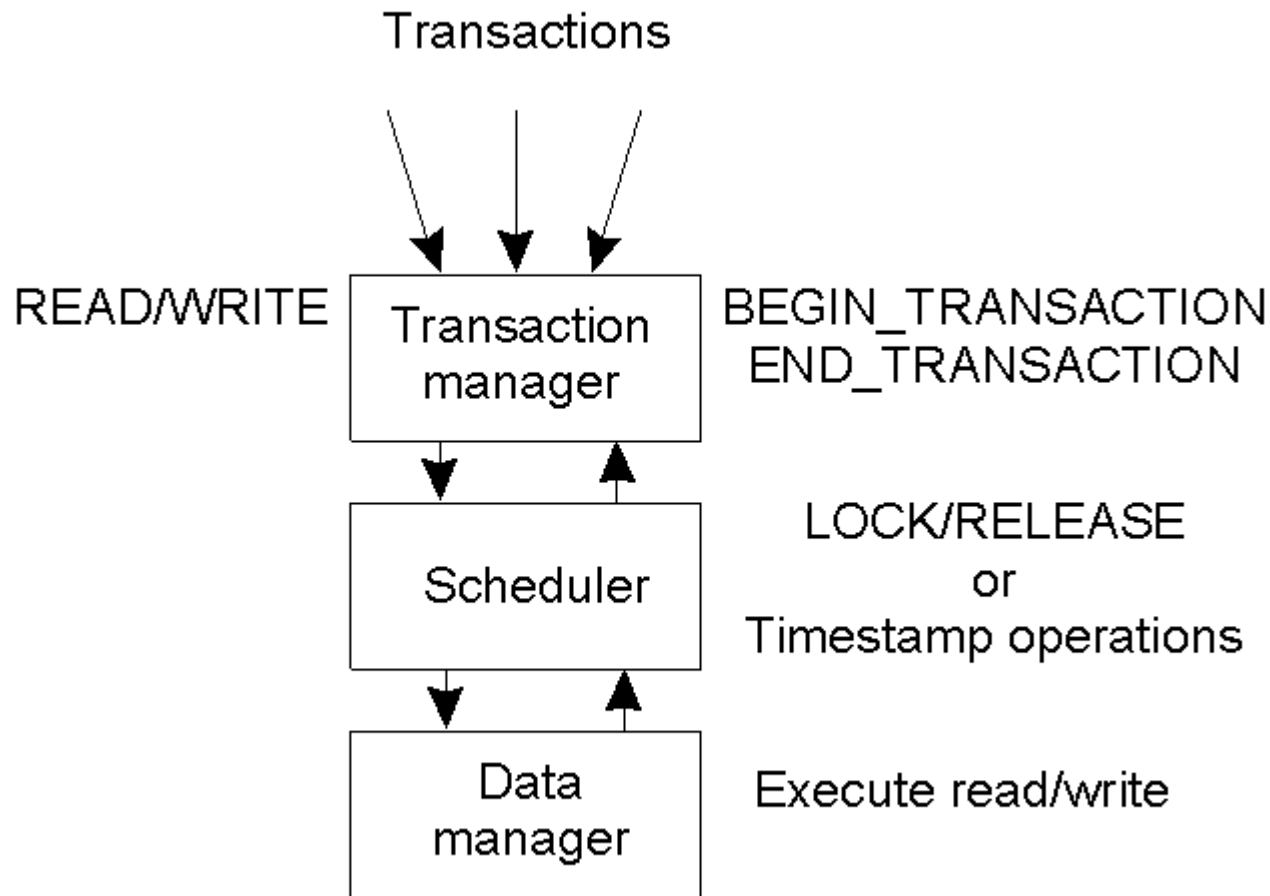 Transactions
READ/WRITE
Transaction
manager
BEGIN_TRANSACTION
END_TRANSACTION
Scheduler
LOCK/RELEASE
or
Timestamp operations
Data
manager
Execute read/write